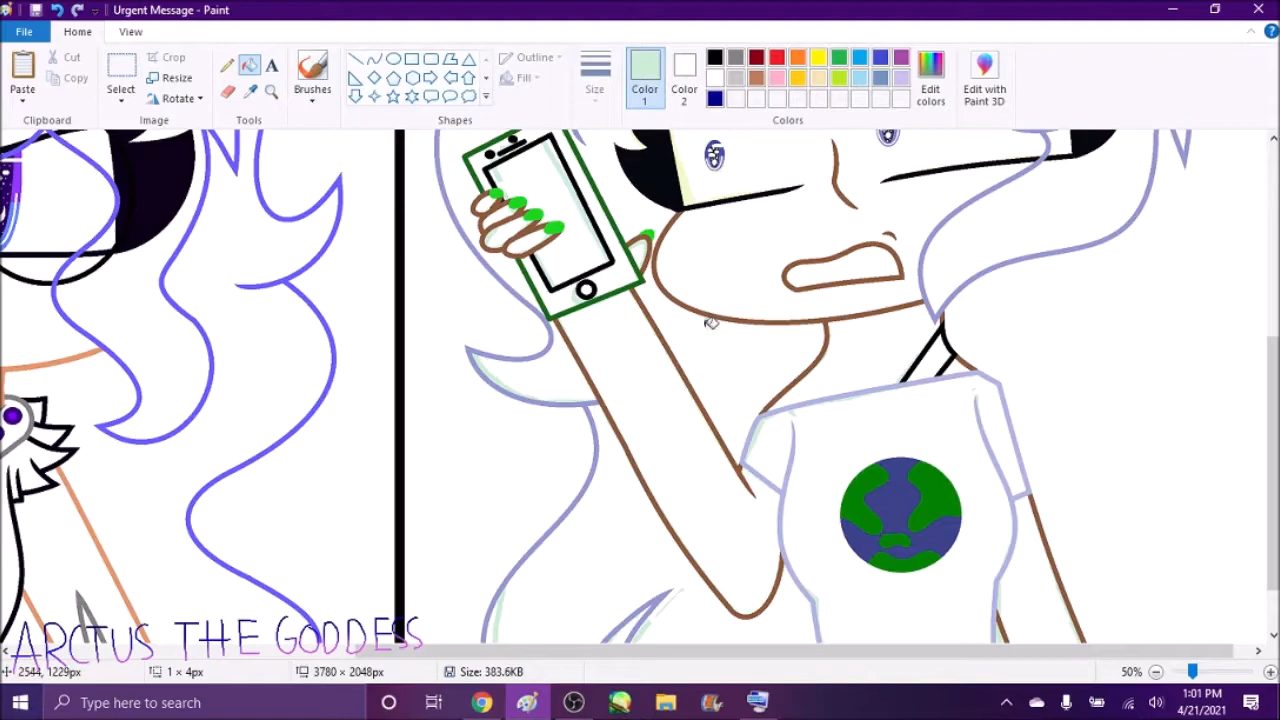 Urgent Message - Paint
File Home View
Paste
Cut
Copy
Clipboard
Select
Crop
Resize
Rotate
Image
Tools
Brushes
Shapes
Outline
Fill
Size
Color 1
Color 2
Edit colors
Edit with Paint 3D
Colors
ARCTUS THE GODDESS
2544, 1229px
1 × 4px
3780 × 2048px
Size: 383.6KB
50%
Type here to search
1:01 PM
4/21/2021